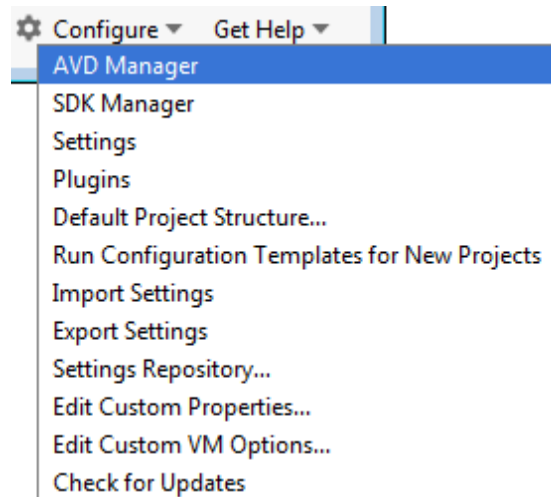 Configure Get Help
AVD Manager
SDK Manager
Settings
Plugins
Default Project Structure...
Run Configuration Templates for New Projects
Import Settings
Export Settings
Settings Repository...
Edit Custom Properties...
Edit Custom VM Options...
Check for Updates